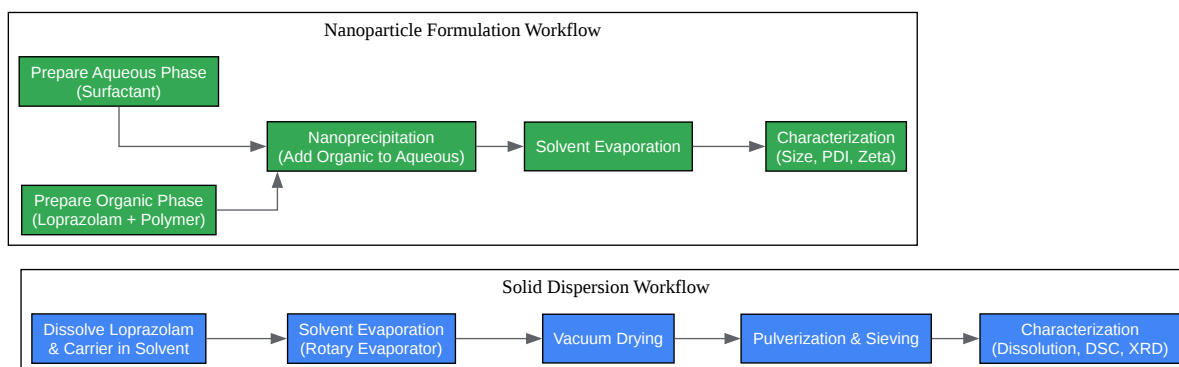 Nanoparticle Formulation Workflow
Prepare Aqueous Phase
(Surfactant)
Nanoprecipitation
(Add Organic to Aqueous)
Solvent Evaporation
Characterization
(Size, PDI, Zeta)
Prepare Organic Phase
(Loprazolam + Polymer)
Solid Dispersion Workflow
Dissolve Loprazolam
& Carrier in Solvent
Solvent Evaporation
(Rotary Evaporator)
Vacuum Drying
Pulverization & Sieving
Characterization
(Dissolution, DSC, XRD)